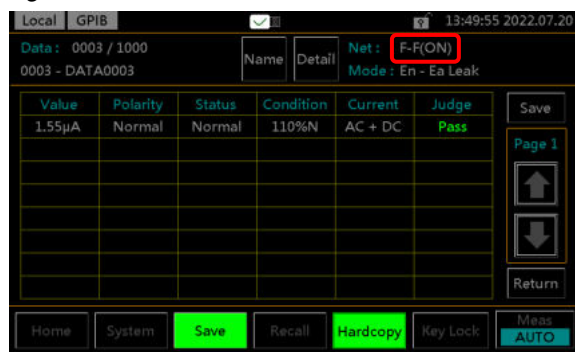 Local GPIB 13:49:55 2022.07.20
Data : 0003 / 1000 Name Detail Net : F-F(ON)
0003 - DATA0003 Mode : En - Ea Leak
Value Polarity Status Condition Current Judge Save
1.55µA Normal Normal 110%N AC + DC Pass
Page 1
Return
Home System Save Recall Hardcopy Key Lock Meas
AUTO